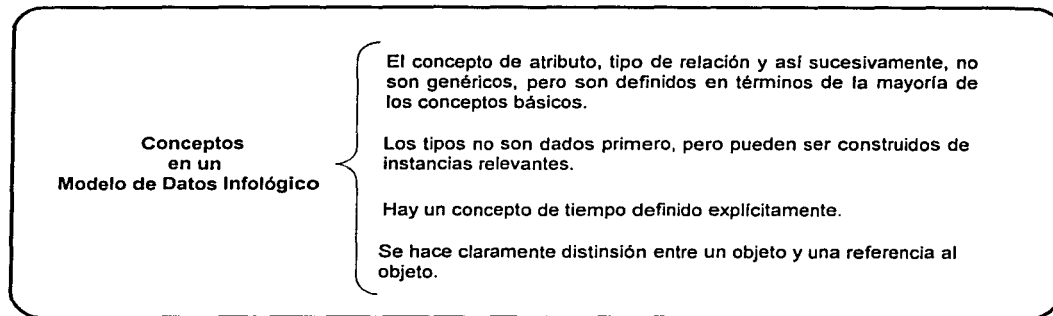 El concepto de atributo, tipo de relación y así sucesivamente, no
son genéricos, pero son definidos en términos de la mayoría de
los conceptos básicos.
Conceptos
en un
Modelo de Datos Infológico
Los tipos no son dados primero, pero pueden ser construidos de
instancias relevantes.
Hay un concepto de tiempo definido explícitamente.
Se hace claramente distinsión entre un objeto y una referencia al
objeto.